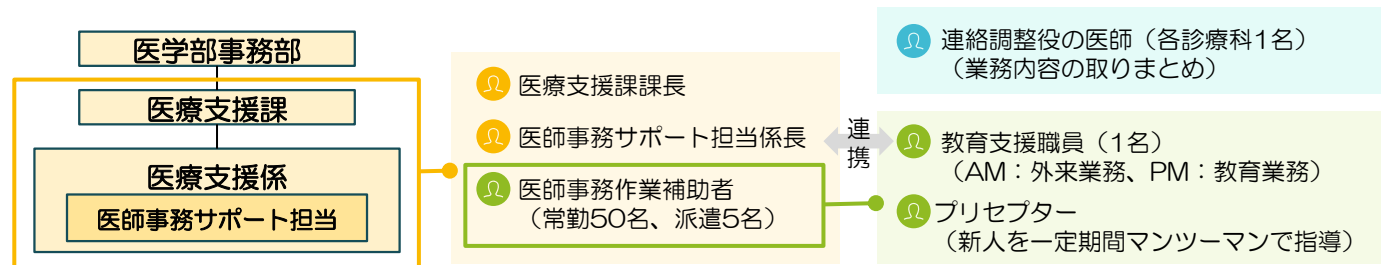 医学部事務部
医療支援課
医療支援係
医師事務サポート担当
医療支援課課長
医師事務サポート担当係長
医師事務作業補助者
（常勤50名、派遣5名）
連
携
連絡調整役の医師（各診療科1名）
（業務内容の取りまとめ）
教育支援職員（1名）
（AM：外来業務、PM：教育業務）
プリセプター
（新人を一定期間マンツーマンで指導）